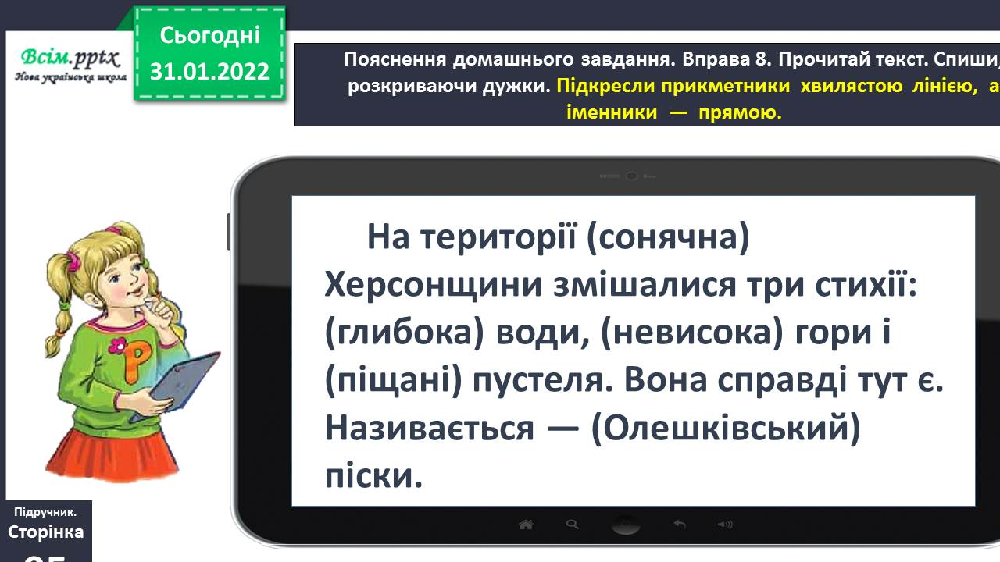 Всім.pptx
Нова українська школа
Сьогодні
31.01.2022
Пояснення домашнього завдання. Вправа 8. Прочитай текст. Спиши,
розкриваючи дужки. Підкресли прикметники хвилястою лінією, а
іменники — прямою.
На території (сонячна)
Херсонщини змішалися три стихії:
(глибока) води, (невисока) гори і
(піщані) пустеля. Вона справді тут є.
Називається — (Олешківський)
піски.
Підручник.
Сторінка